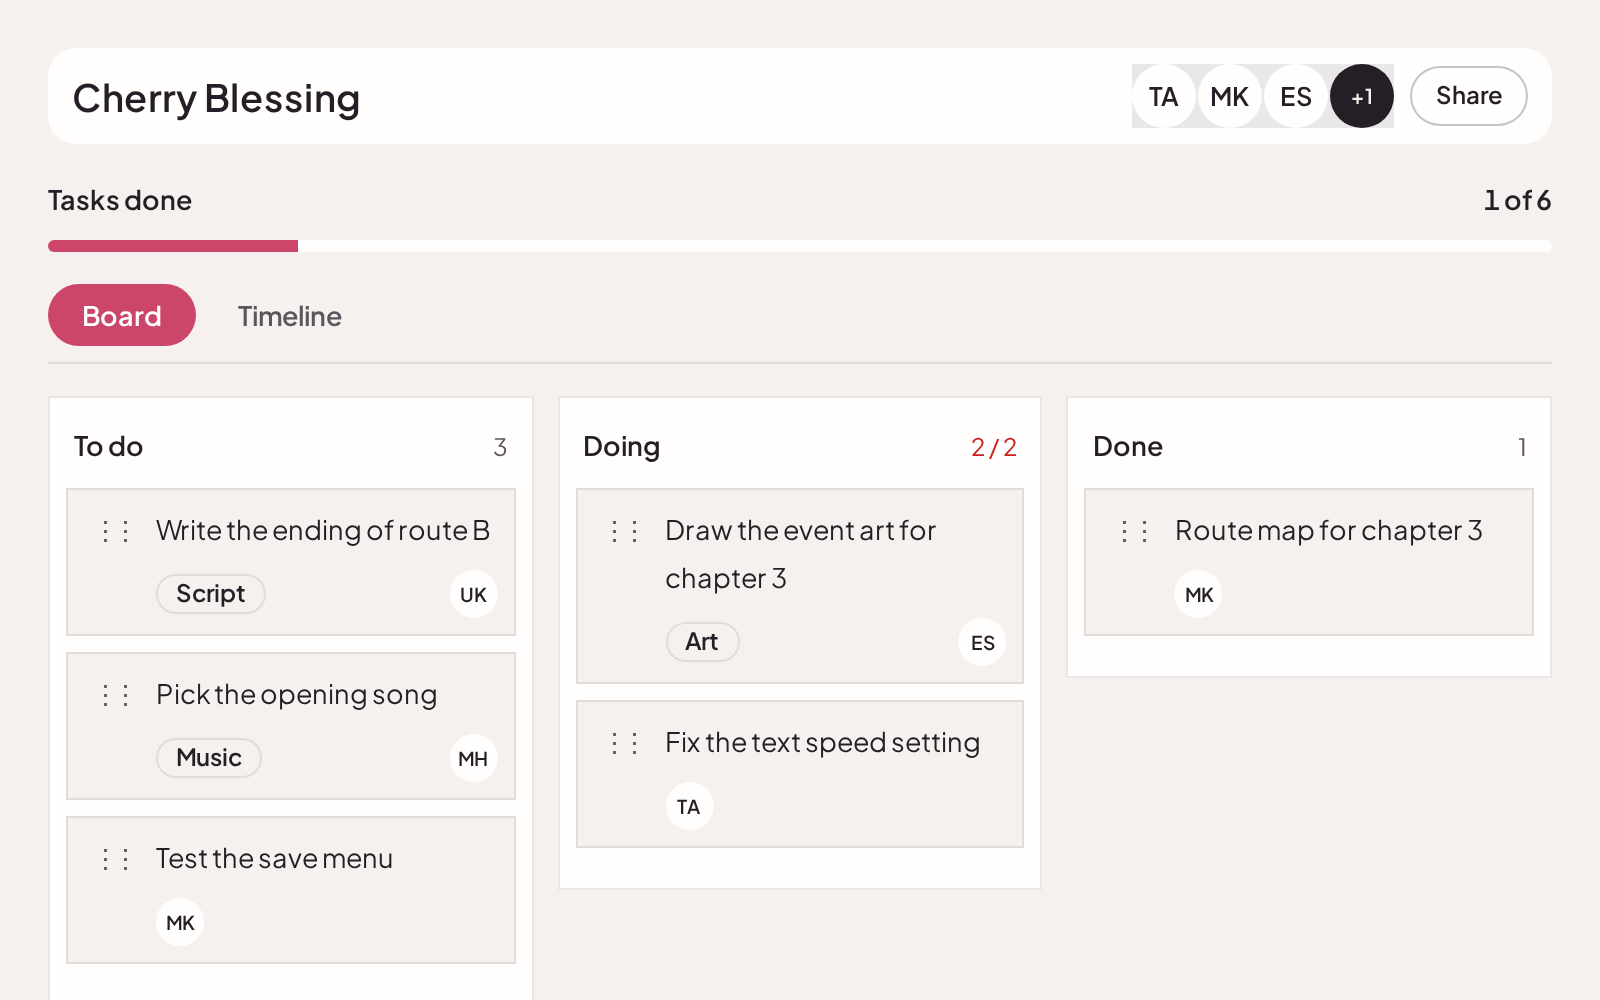 Cherry Blessing
TA MK ES +1 Share
Tasks done
1 of 6
Board Timeline
To do 3
Write the ending of route B
Script UK
Pick the opening song
Music MH
Test the save menu
MK
Doing 2 / 2
Draw the event art for
chapter 3
Art ES
Fix the text speed setting
TA
Done 1
Route map for chapter 3
MK